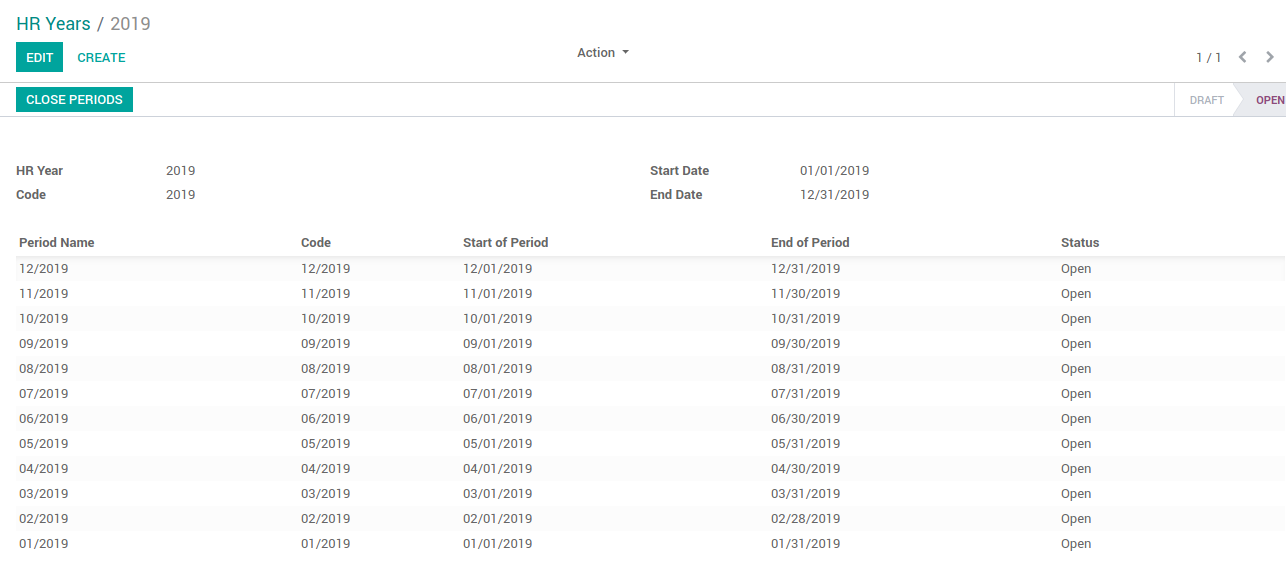 HR Years / 2019
EDIT CREATE Action 1 / 1
CLOSE PERIODS DRAFT OPEN
HR Year 2019 Start Date 01/01/2019
Code 2019 End Date 12/31/2019
Period Name Code Start of Period End of Period Status
12/2019 12/2019 12/01/2019 12/31/2019 Open
11/2019 11/2019 11/01/2019 11/30/2019 Open
10/2019 10/2019 10/01/2019 10/31/2019 Open
09/2019 09/2019 09/01/2019 09/30/2019 Open
08/2019 08/2019 08/01/2019 08/31/2019 Open
07/2019 07/2019 07/01/2019 07/31/2019 Open
06/2019 06/2019 06/01/2019 06/30/2019 Open
05/2019 05/2019 05/01/2019 05/31/2019 Open
04/2019 04/2019 04/01/2019 04/30/2019 Open
03/2019 03/2019 03/01/2019 03/31/2019 Open
02/2019 02/2019 02/01/2019 02/28/2019 Open
01/2019 01/2019 01/01/2019 01/31/2019 Open